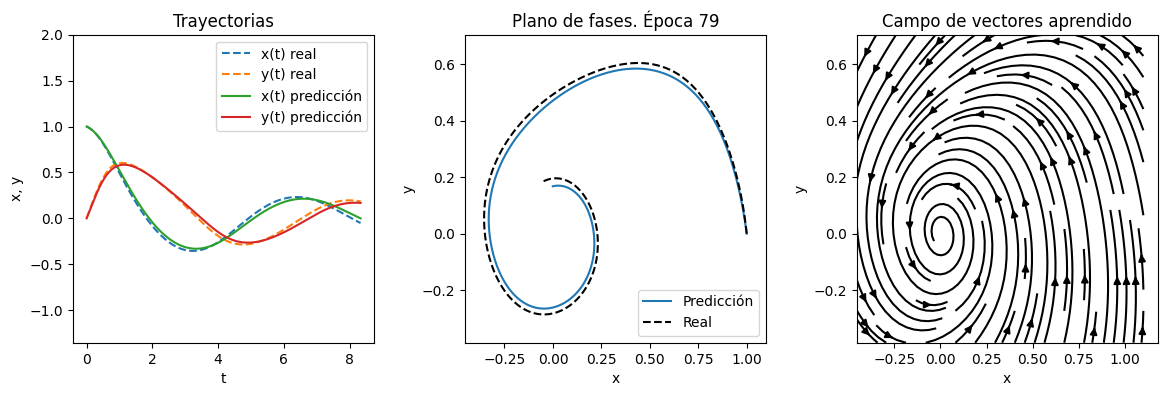 Trayectorias
2.0
1.5
1.0
0.5
0.0
−0.5
−1.0
x, y
0
2
4
6
8
t
x(t) real
y(t) real
x(t) predicción
y(t) predicción
Plano de fases. Época 79
0.6
0.4
0.2
0.0
−0.2
y
−0.25
0.00
0.25
0.50
0.75
1.00
x
Predicción
Real
Campo de vectores aprendido
0.6
0.4
0.2
0.0
−0.2
y
−0.25
0.00
0.25
0.50
0.75
1.00
x